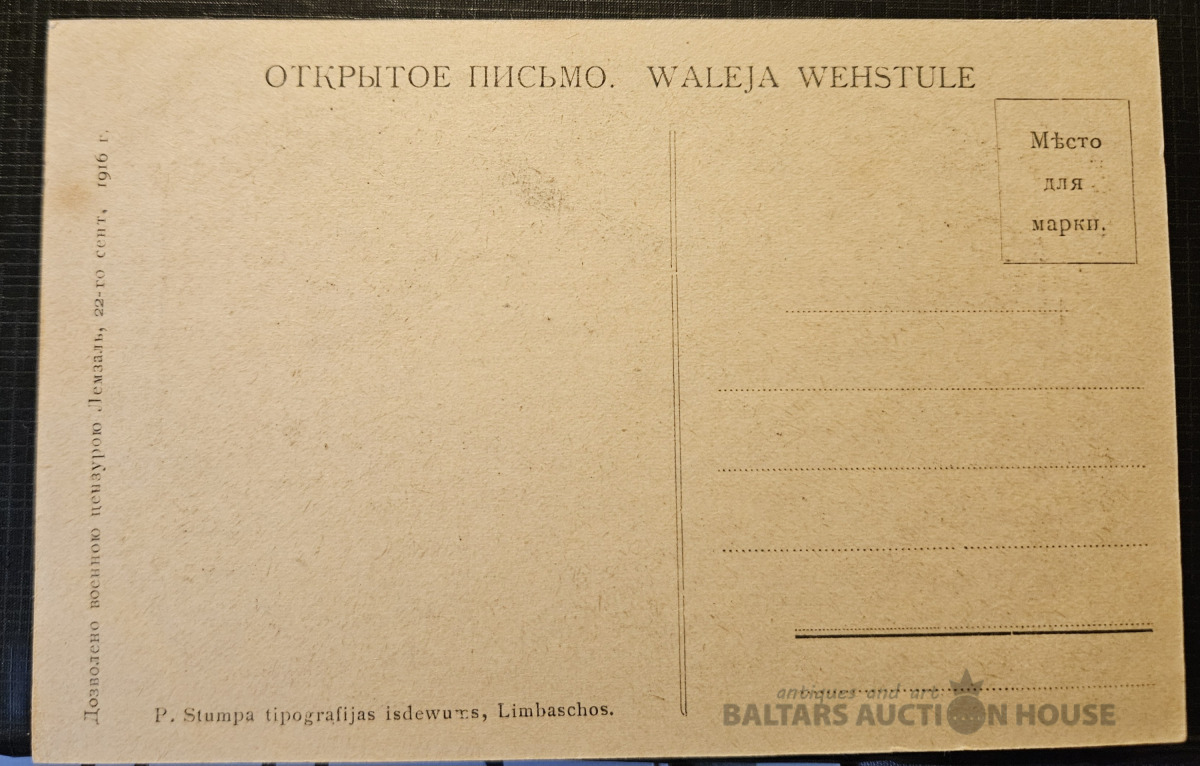 ОТКРЫТОЕ ПИСЬМО. WALEJA WEHSTULE
Мѣсто
для
марки.
Дозволено военною цензурою Лемзаль, 22-го сент, 1916 г.
P. Stumpa tipografijas isdewums, Limbaschos.
antiques and art
BALTARS AUCTION HOUSE